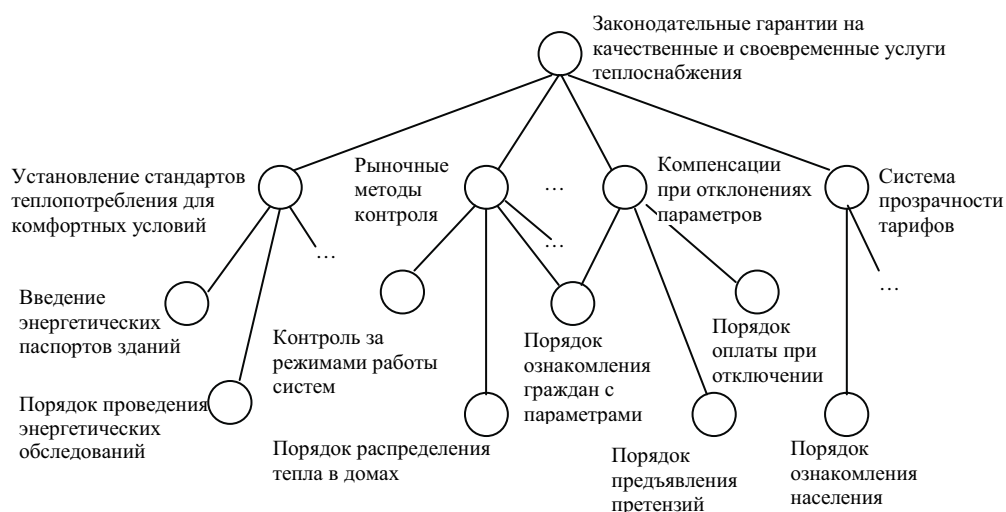 Законодательные гарантии на
качественные и своевременные услуги
теплоснабжения
Установление стандартов
теплопотребления для
комфортных условий
Рыночные
методы
контроля
...
Компенсации
при отклонениях
параметров
Система
прозрачности
тарифов
...
...
...
Введение
энергетических
паспортов зданий
Контроль за
режимами работы
систем
Порядок
ознакомления
граждан с
параметрами
Порядок
оплаты при
отключении
Порядок проведения
энергетических
обследований
Порядок распределения
тепла в домах
Порядок
предъявления
претензий
Порядок
ознакомления
населения